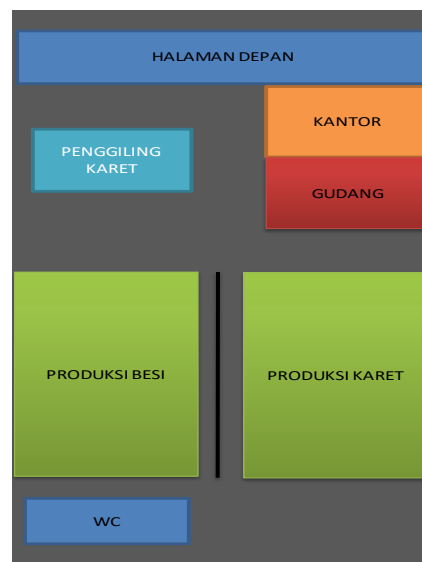 HALAMAN DEPAN
KANTOR
PENGGILING
KARET
GUDANG
PRODUKSI BESI
PRODUKSI KARET
WC